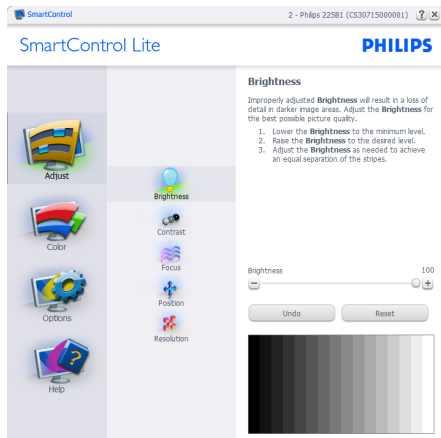 SmartControl
2 - Philips 225B1 (CS30715000001)
?
X
SmartControl Lite
PHILIPS
Adjust
Color
Options
?
Help
Brightness
Contrast
Focus
Position
Resolution
Brightness
Improperly adjusted Brightness will result in a loss of
detail in darker image areas. Adjust the Brightness for
the best possible picture quality.
1. Lower the Brightness to the minimum level.
2. Raise the Brightness to the desired level.
3. Adjust the Brightness as needed to achieve
an equal separation of the stripes.
Brightness 100
Undo Reset